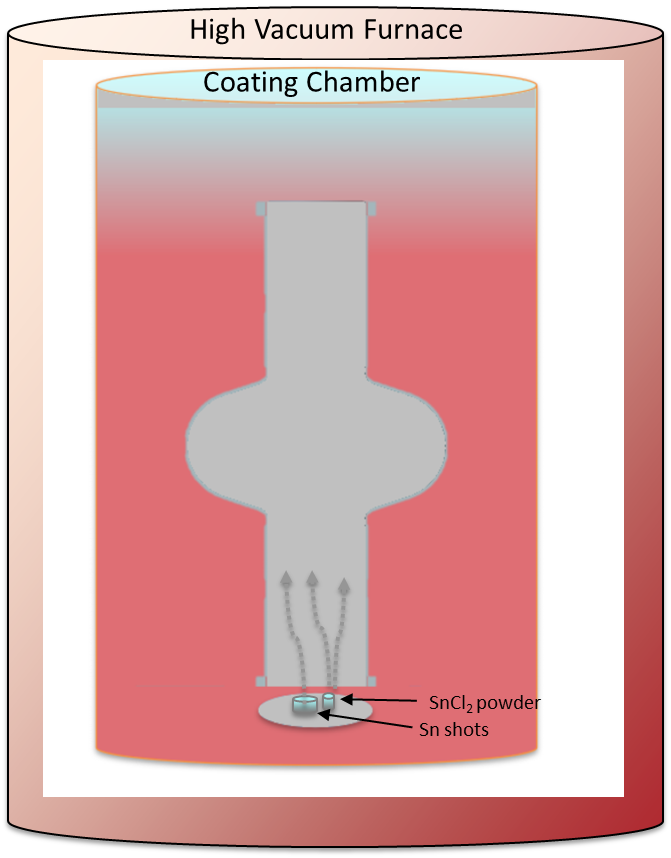 High Vacuum Furnace
Coating Chamber
SnCl₂ powder
Sn shots